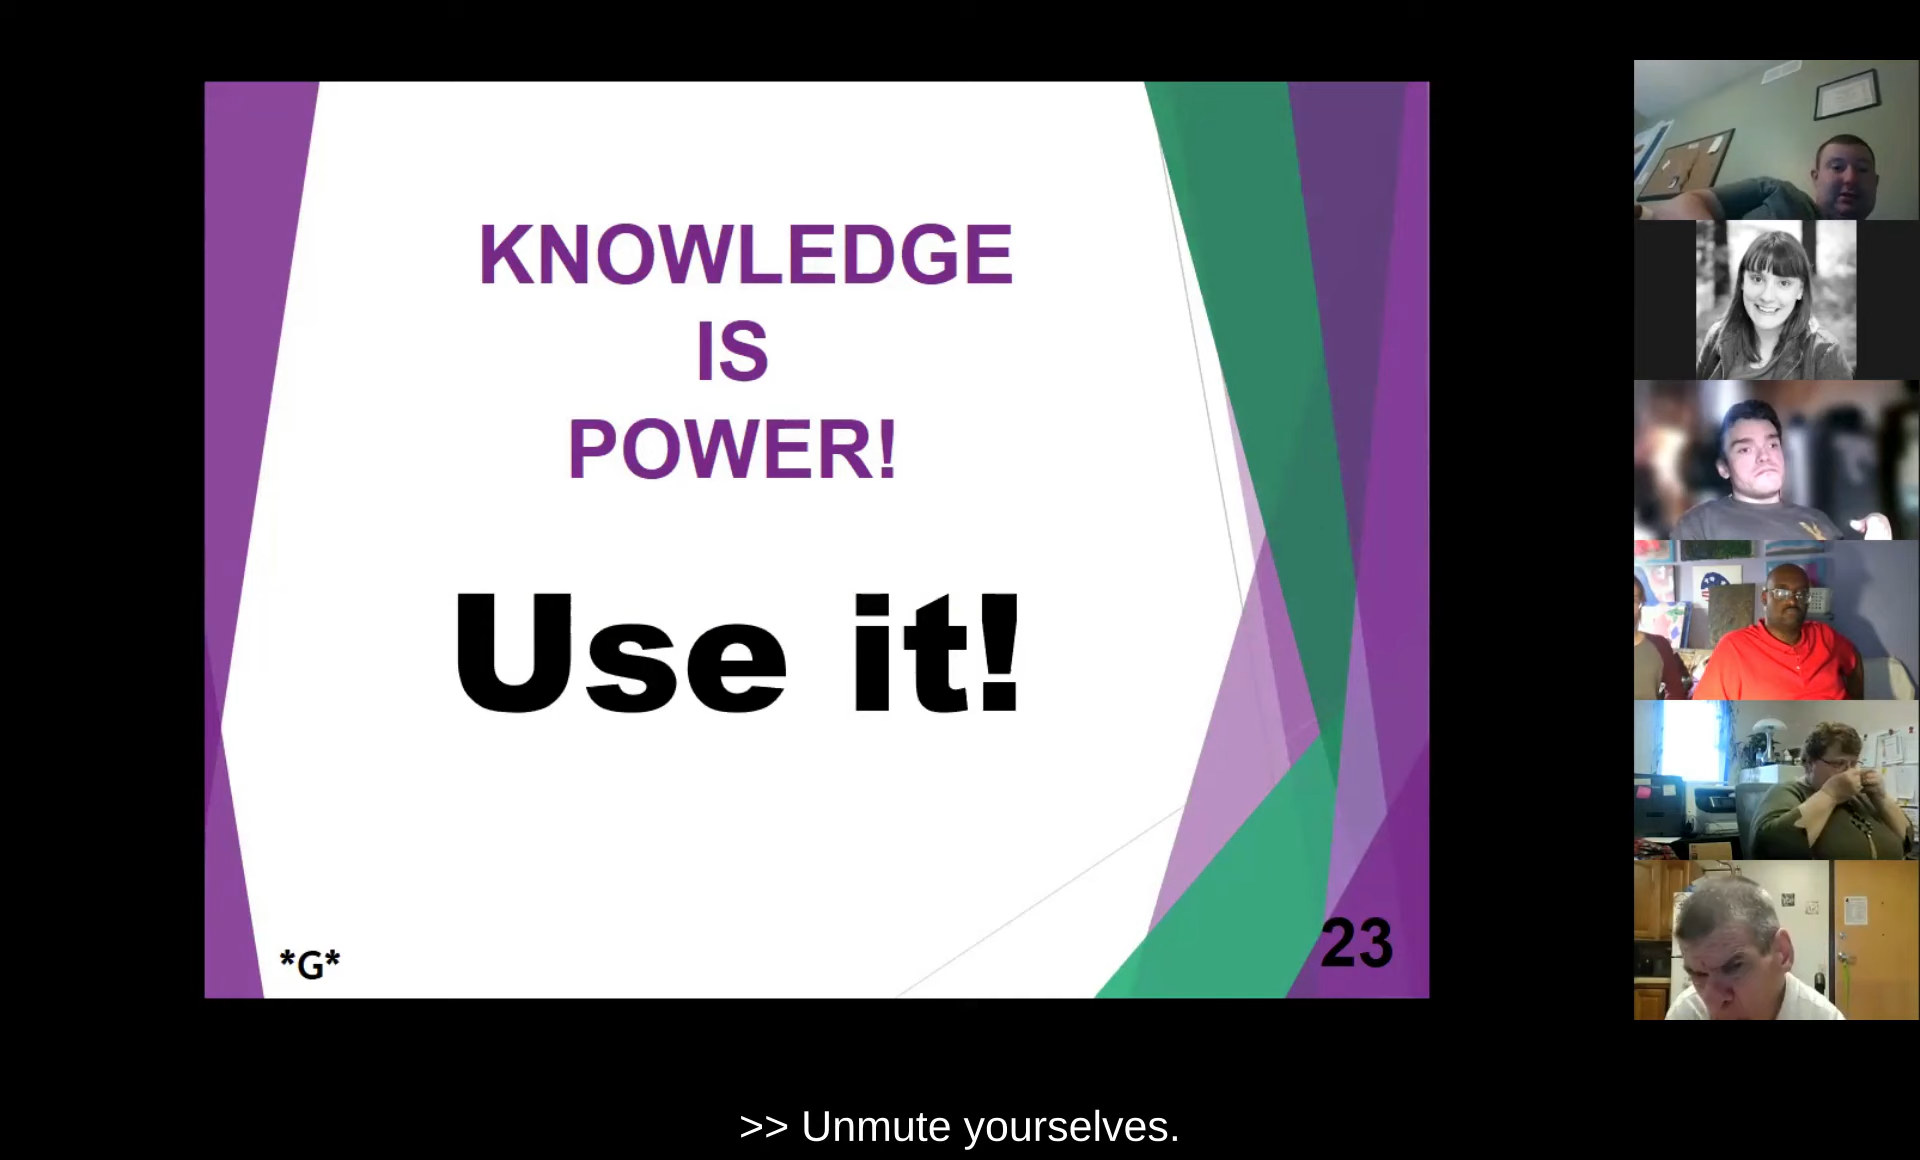 KNOWLEDGE
IS
POWER!
Use it!
*G*
23
>> Unmute yourselves.